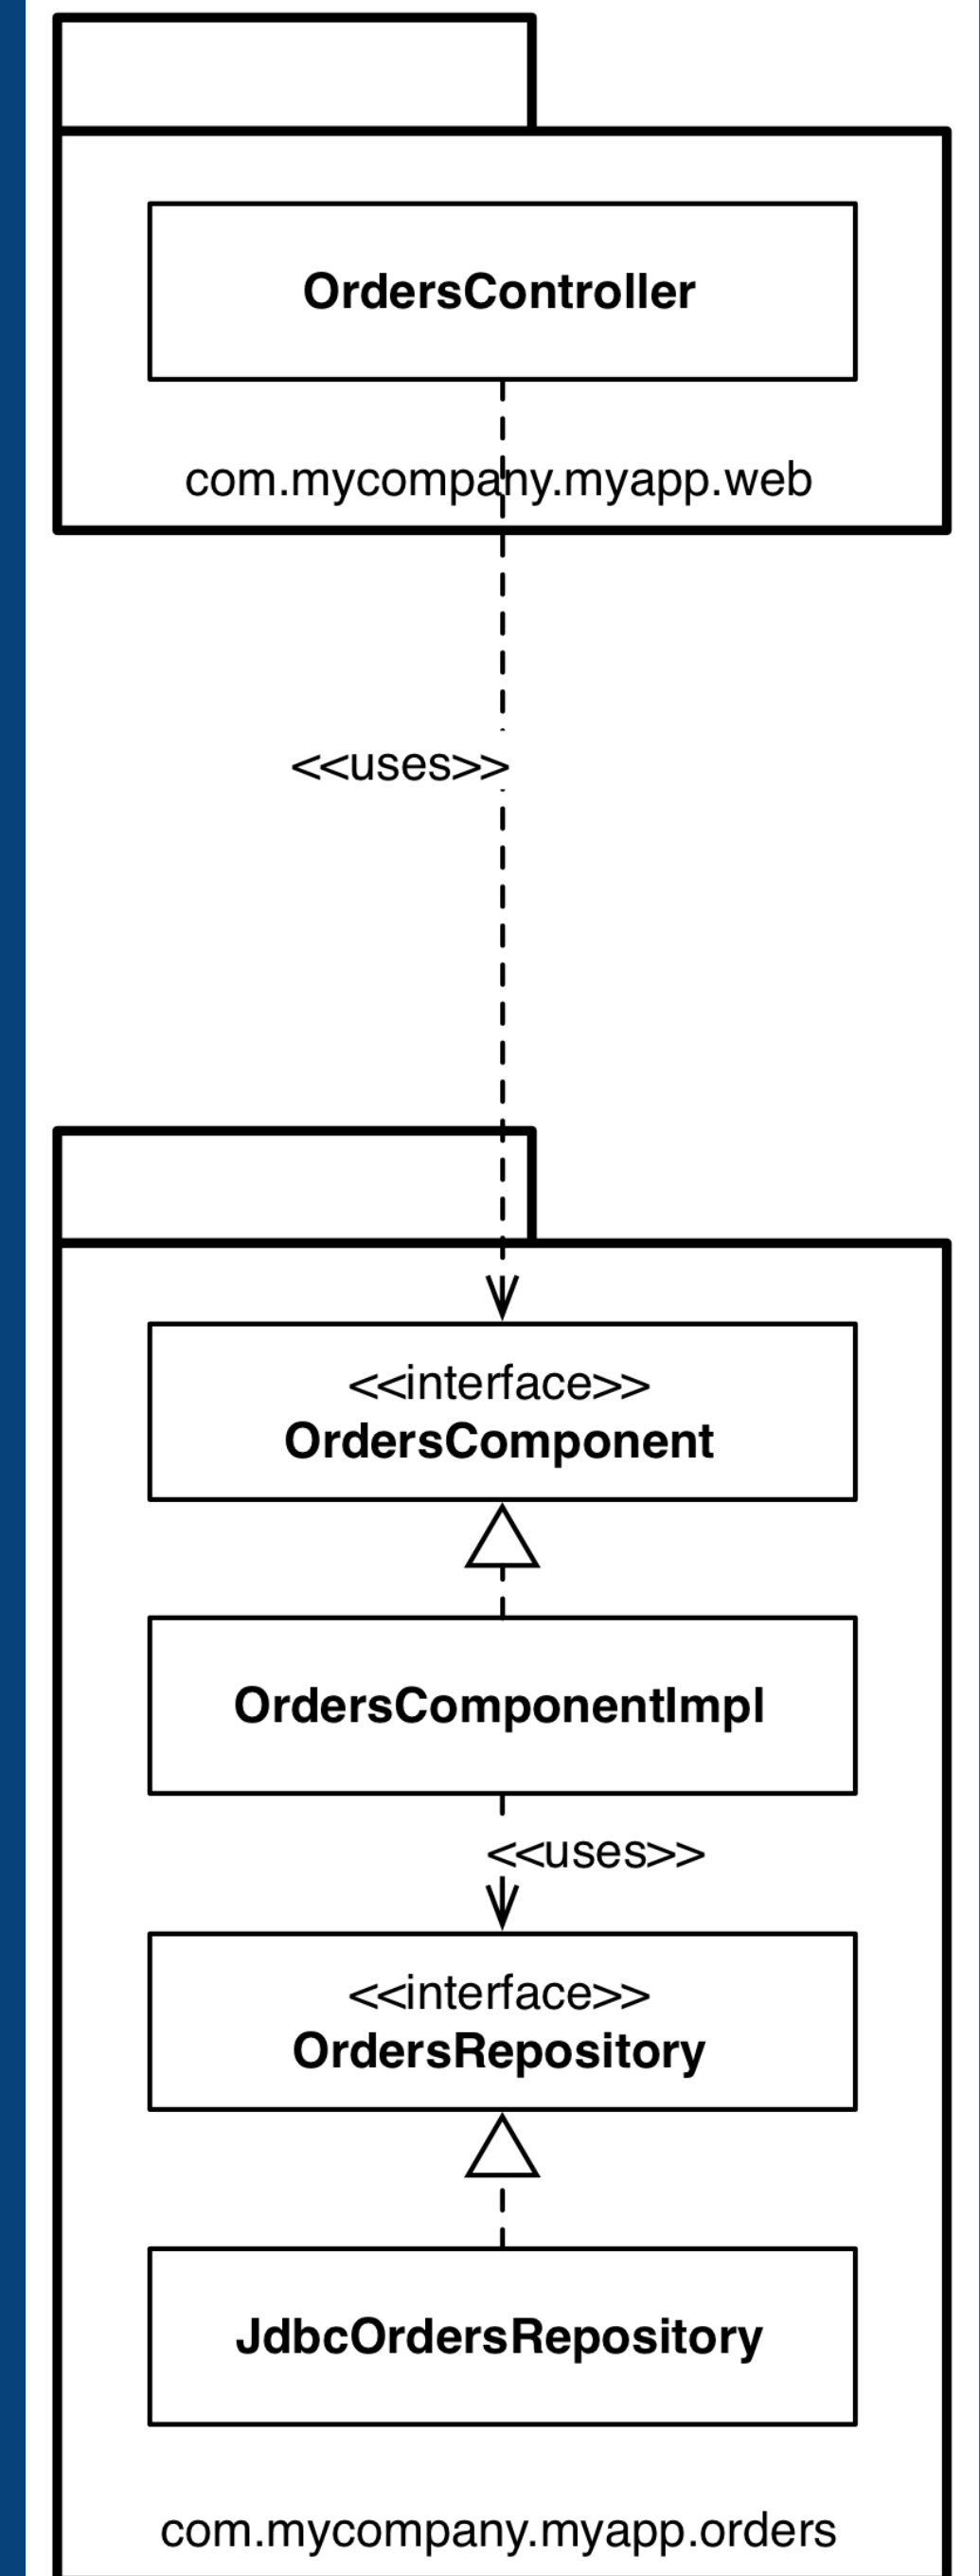 OrdersController
com.mycompany.myapp.web
<<uses>>
<<interface>>
OrdersComponent
OrdersComponentImpl
<<uses>>
<<interface>>
OrdersRepository
JdbcOrdersRepository
com.mycompany.myapp.orders